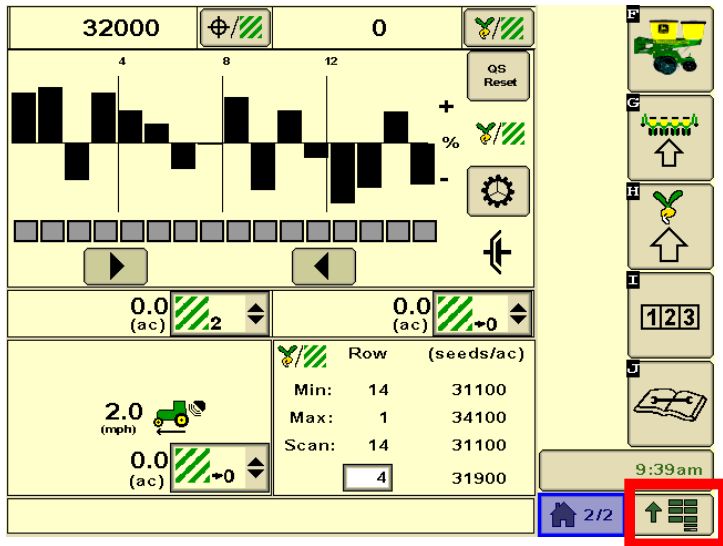 32000
0
4 8 12
QS
Reset
+
%
-
0.0
(ac)
2
0.0
(ac)
0
2.0
(mph)
0.0
(ac)
0
Row (seeds/ac)
Min: 14 31100
Max: 1 34100
Scan: 14 31100
4 31900
F
G
H
I
123
J
9:39am
2/2